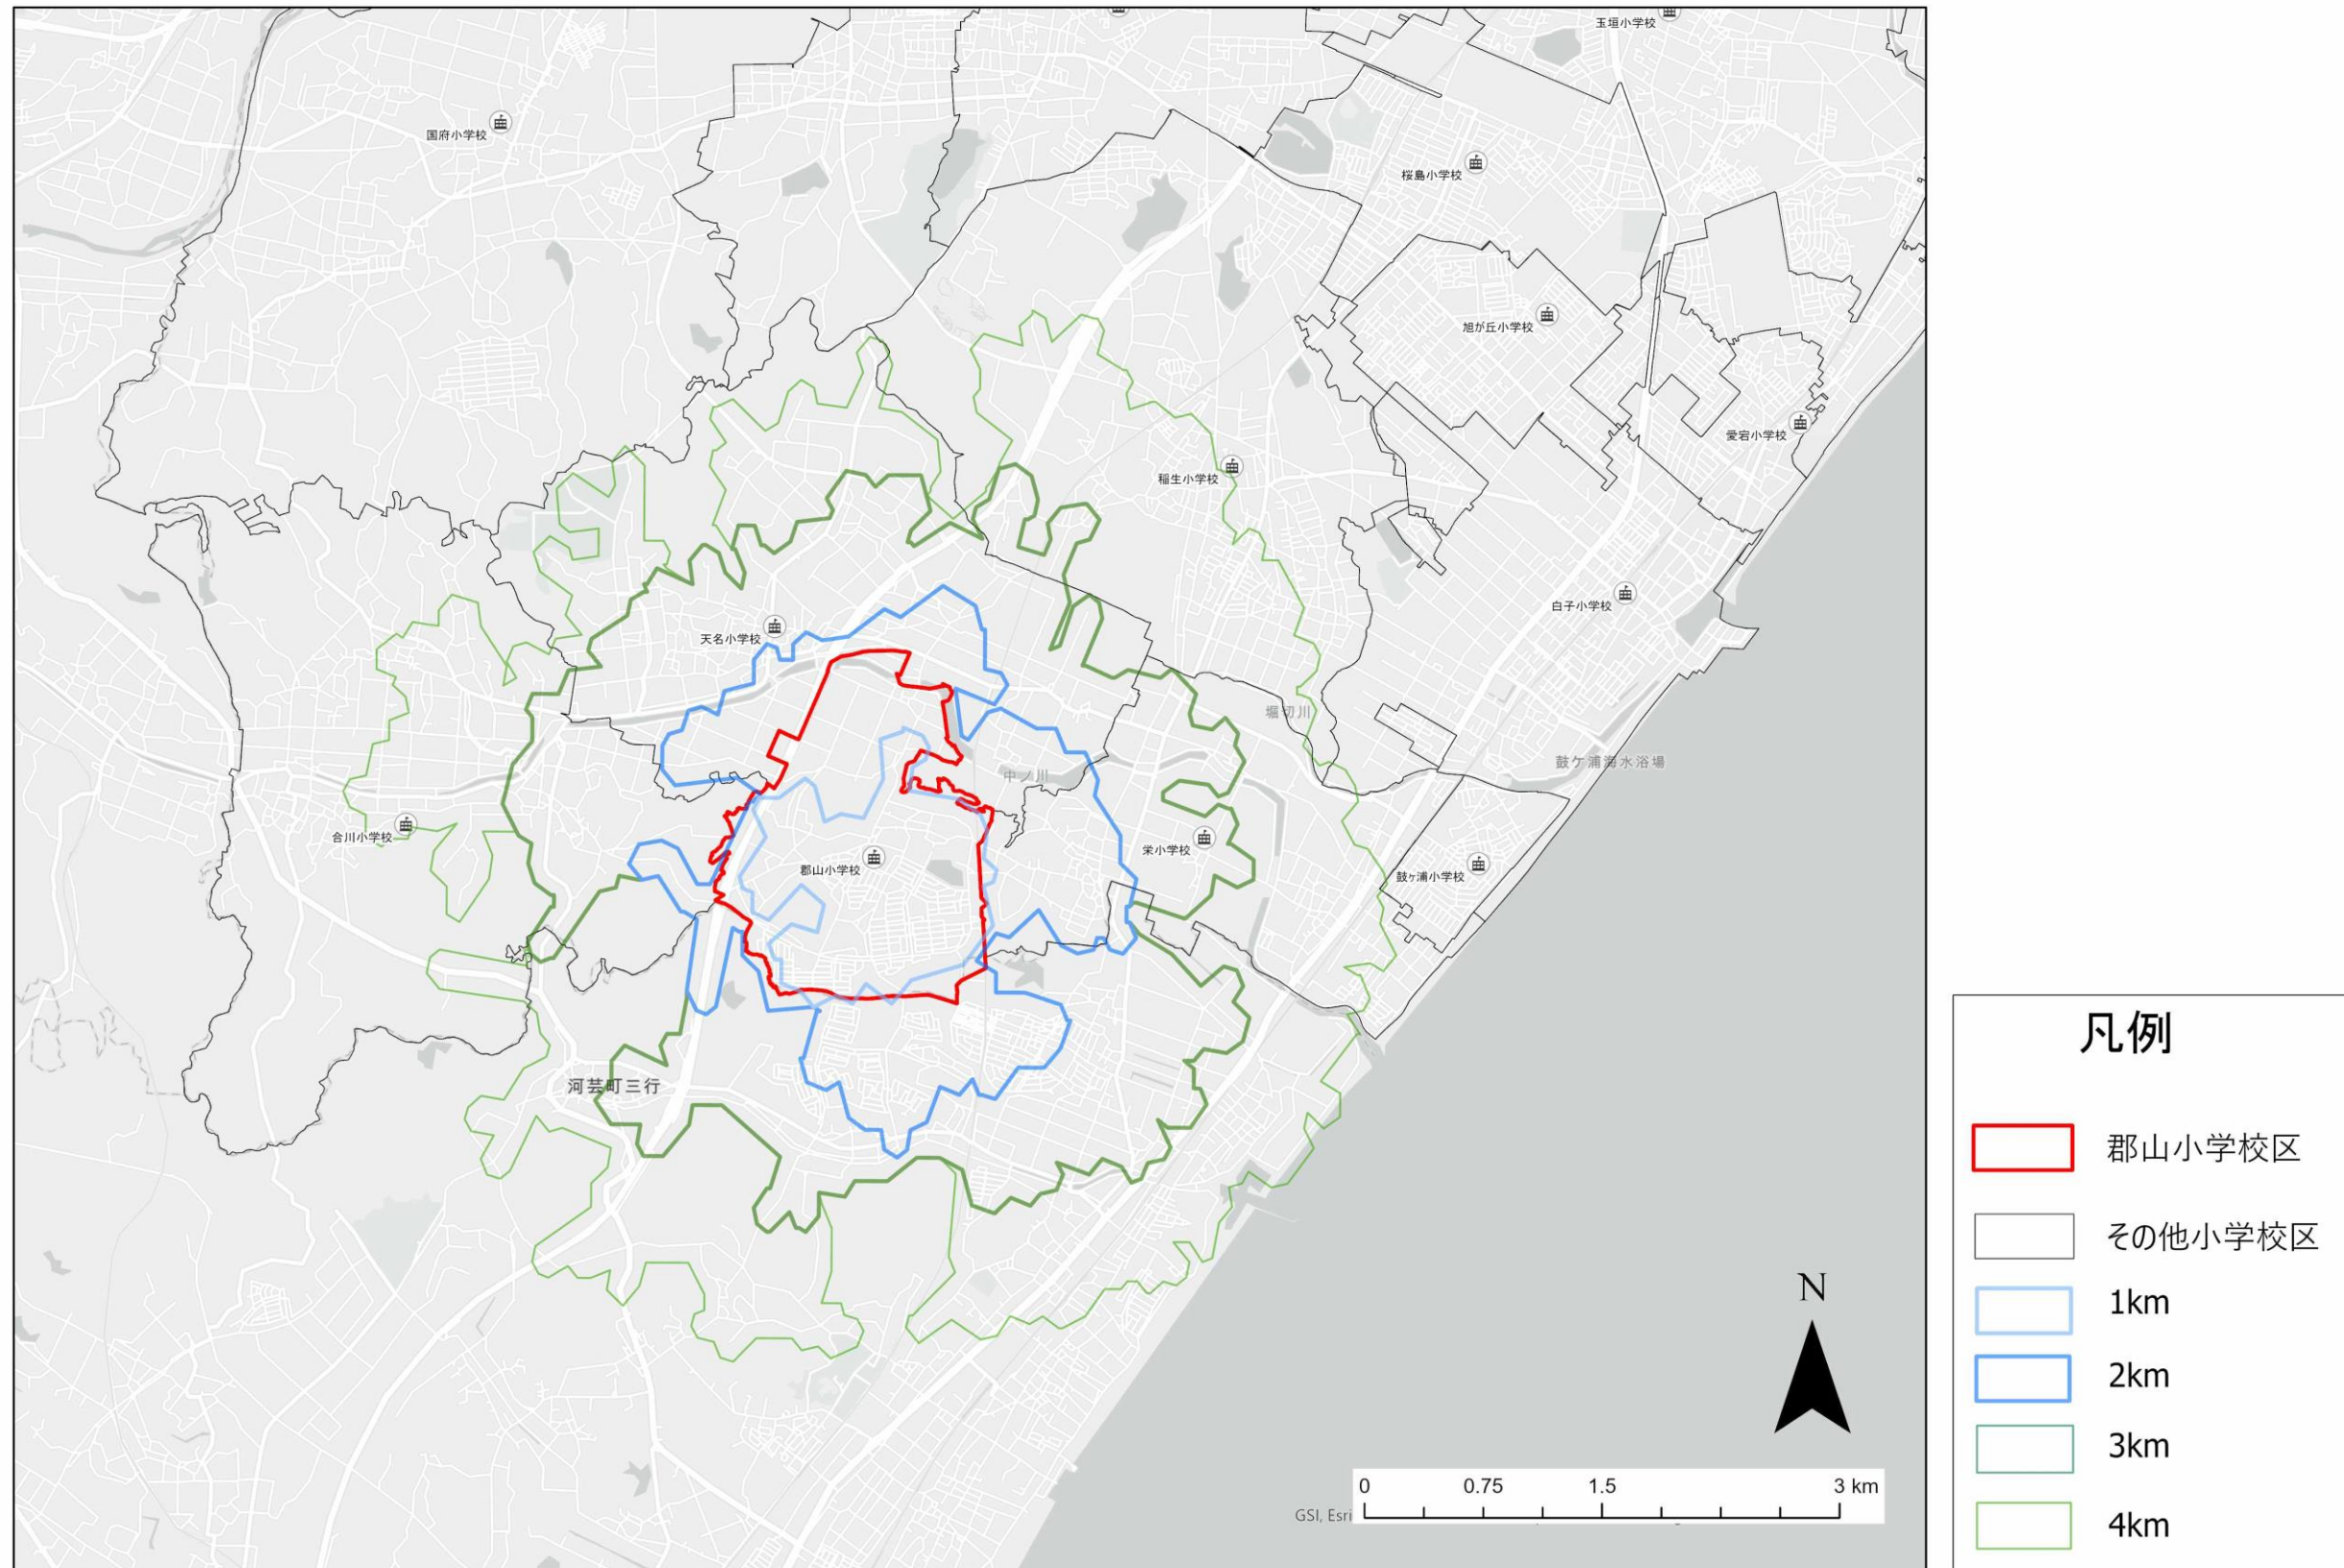 玉垣小学校
国府小学校
桜島小学校
旭が丘小学校
愛宕小学校
稲生小学校
白子小学校
天名小学校
堀切川
鼓ケ浦海水浴場
中ノ川
合川小学校
郡山小学校
栄小学校
鼓ヶ浦小学校
河芸町三行
N
0 0.75 1.5 3 km
GSI, Esri
凡例
郡山小学校区
その他小学校区
1km
2km
3km
4km